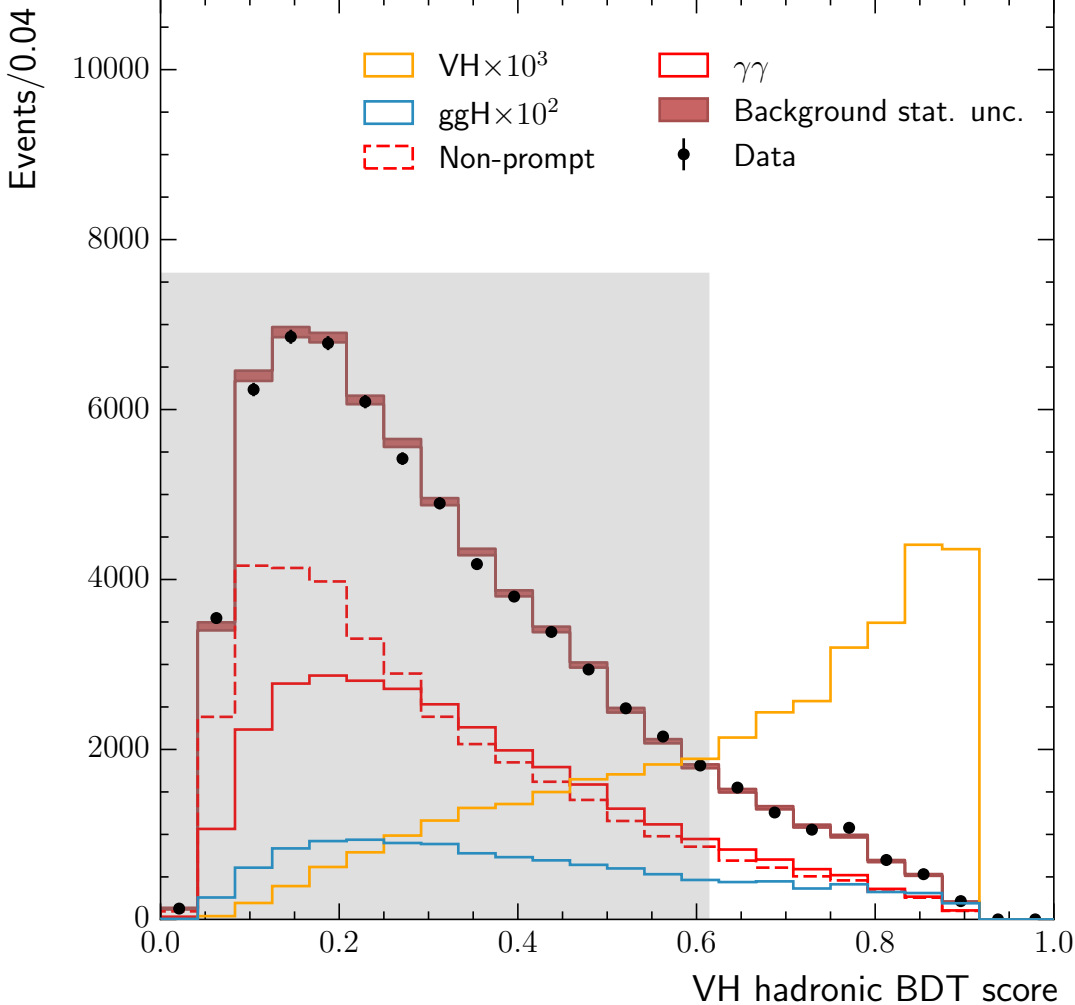 Events/0.04
10000
8000
6000
4000
2000
0
VH×10³
ggH×10²
Non-prompt
γγ
Background stat. unc.
Data
0.0 0.2 0.4 0.6 0.8 1.0
VH hadronic BDT score